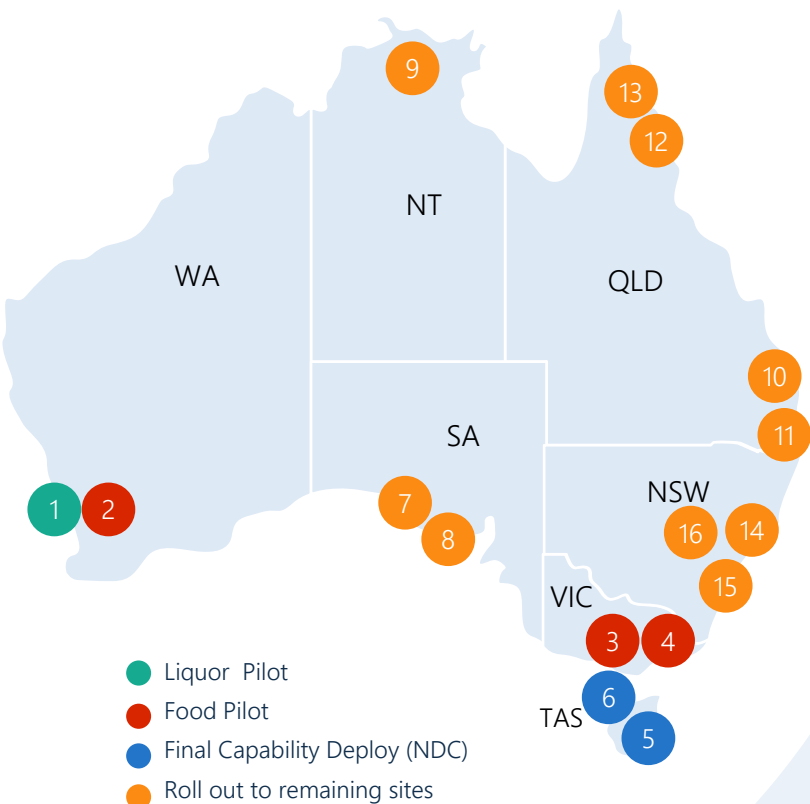 9
13
12
NT
WA
QLD
10
11
SA
NSW
7
1
2
8
16
14
15
VIC
3
4
6
TAS
5
Liquor Pilot
Food Pilot
Final Capability Deploy (NDC)
Roll out to remaining sites